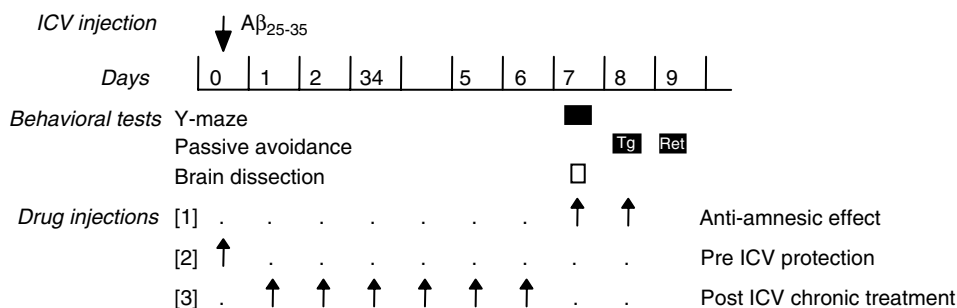 ICV injection Aβ25-35
Days 0 1 2 34 5 6 7 8 9
Behavioral tests Y-maze
Passive avoidance Tg Ret
Brain dissection
Drug injections [1] . . . . . . . Anti-amnesic effect
[2] . . . . . . . . Pre ICV protection
[3] . . . Post ICV chronic treatment